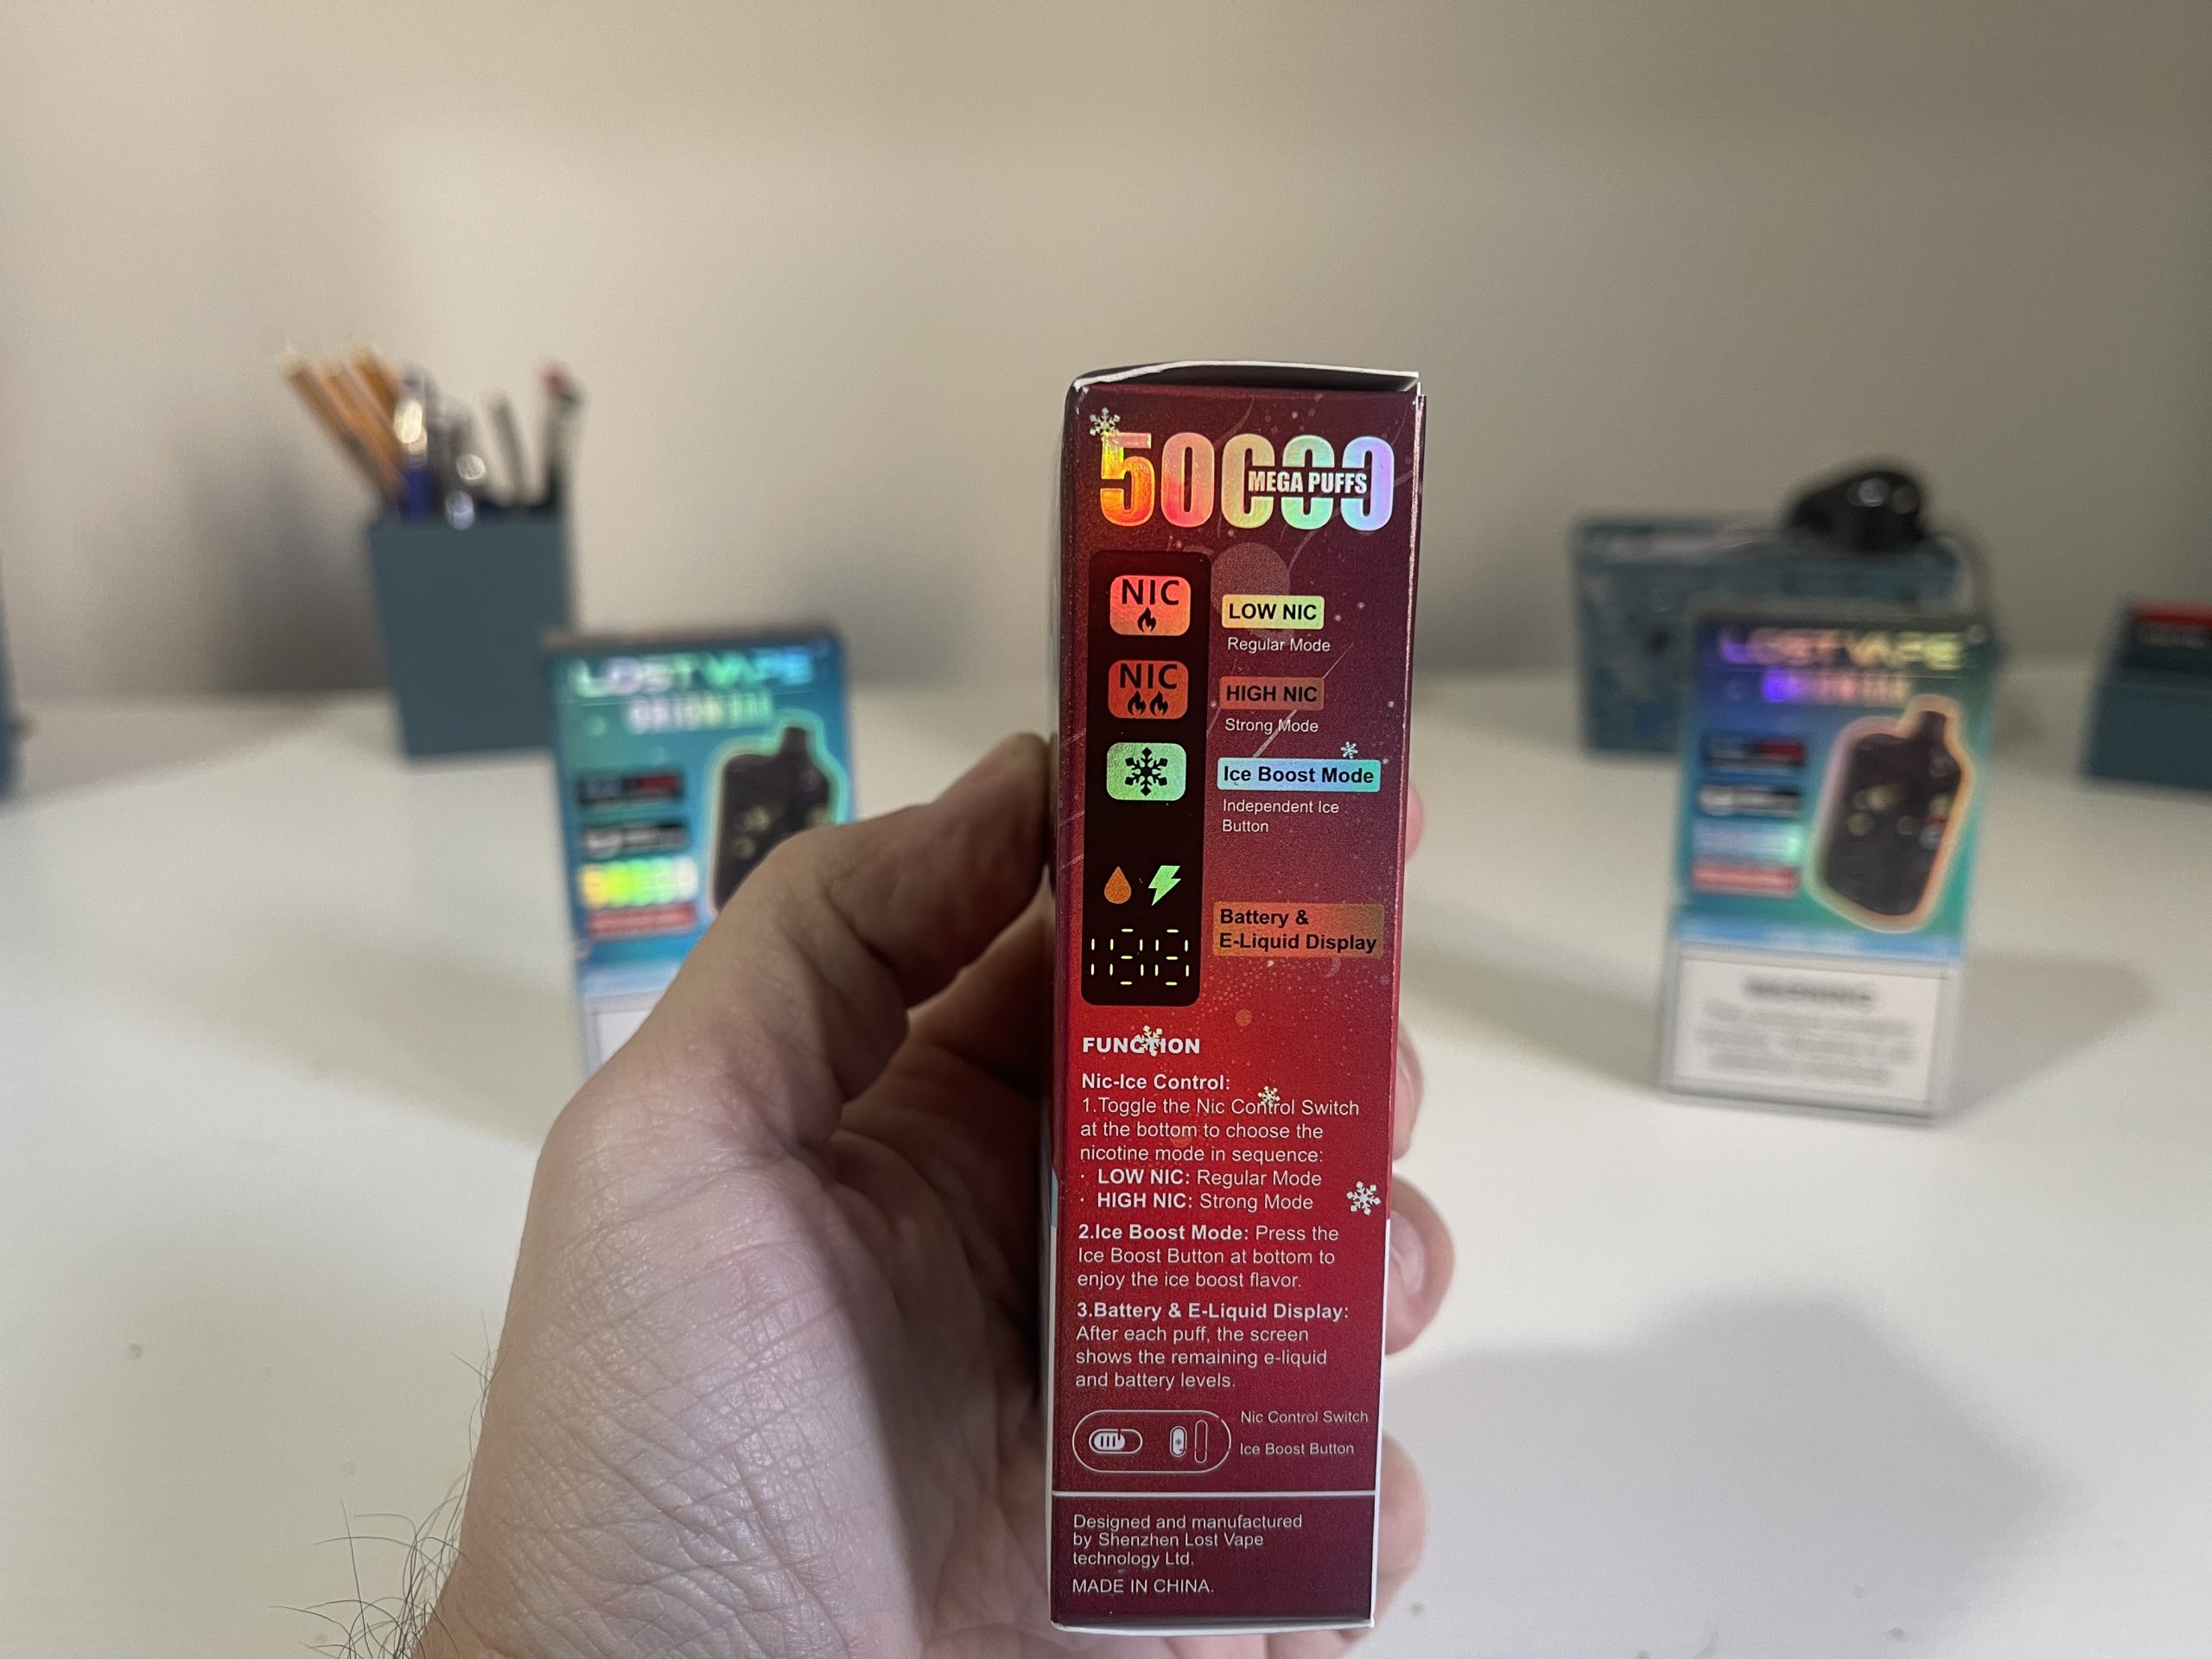 50000
MEGA PUFFS
NIC
LOW NIC
Regular Mode
NIC
HIGH NIC
Strong Mode
Ice Boost Mode
Independent Ice
Button
Battery &
E-Liquid Display
FUNCTION
Nic-Ice Control:
1.Toggle the Nic Control Switch
at the bottom to choose the
nicotine mode in sequence:
· LOW NIC: Regular Mode
· HIGH NIC: Strong Mode
2.Ice Boost Mode: Press the
Ice Boost Button at bottom to
enjoy the ice boost flavor.
3.Battery & E-Liquid Display:
After each puff, the screen
shows the remaining e-liquid
and battery levels.
Nic Control Switch
Ice Boost Button
Designed and manufactured
by Shenzhen Lost Vape
technology Ltd.
MADE IN CHINA.
LOST VAPE
LOST VAPE
WARNING